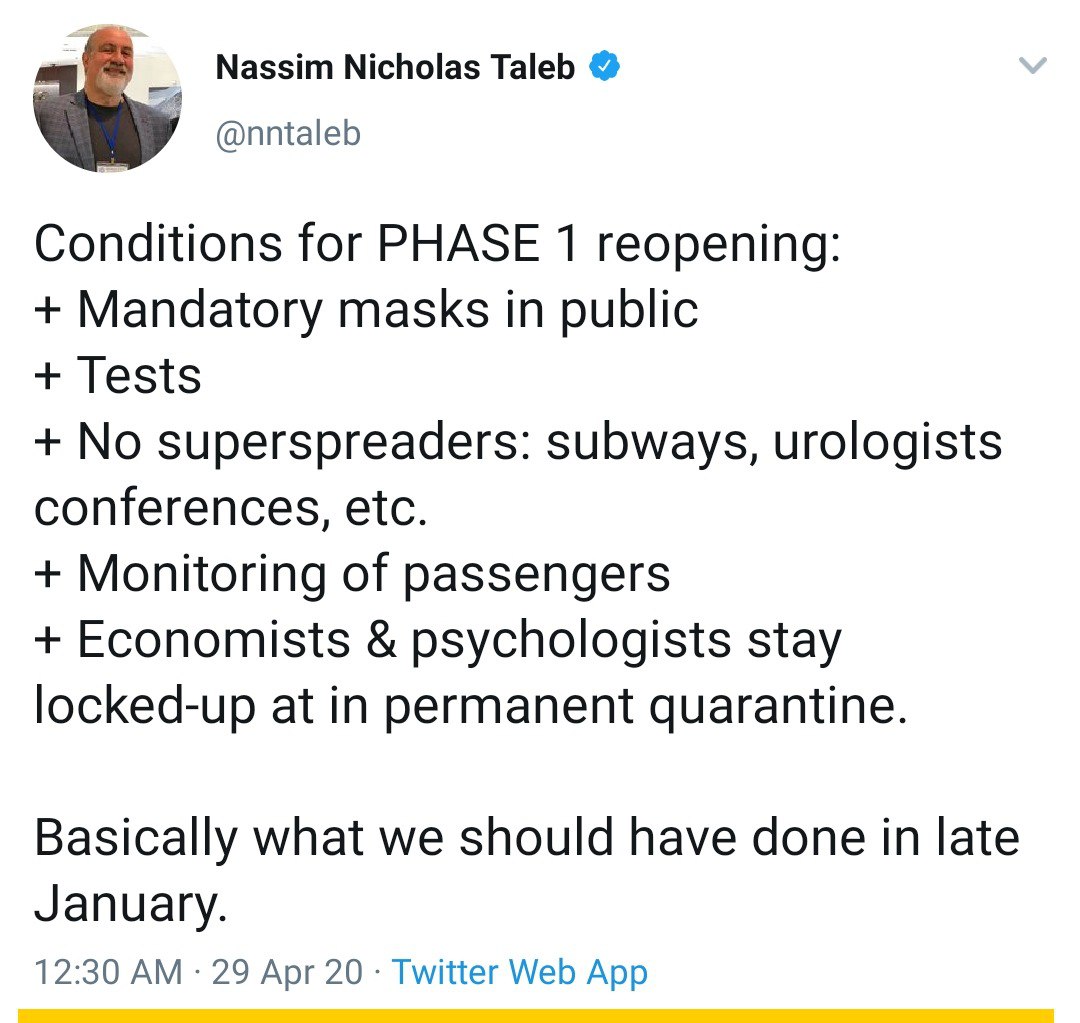 Nassim Nicholas Taleb
@nntaleb
Conditions for PHASE 1 reopening:
+ Mandatory masks in public
+ Tests
+ No superspreaders: subways, urologists
conferences, etc.
+ Monitoring of passengers
+ Economists & psychologists stay
locked-up at in permanent quarantine.
Basically what we should have done in late
January.
12:30 AM · 29 Apr 20 · Twitter Web App